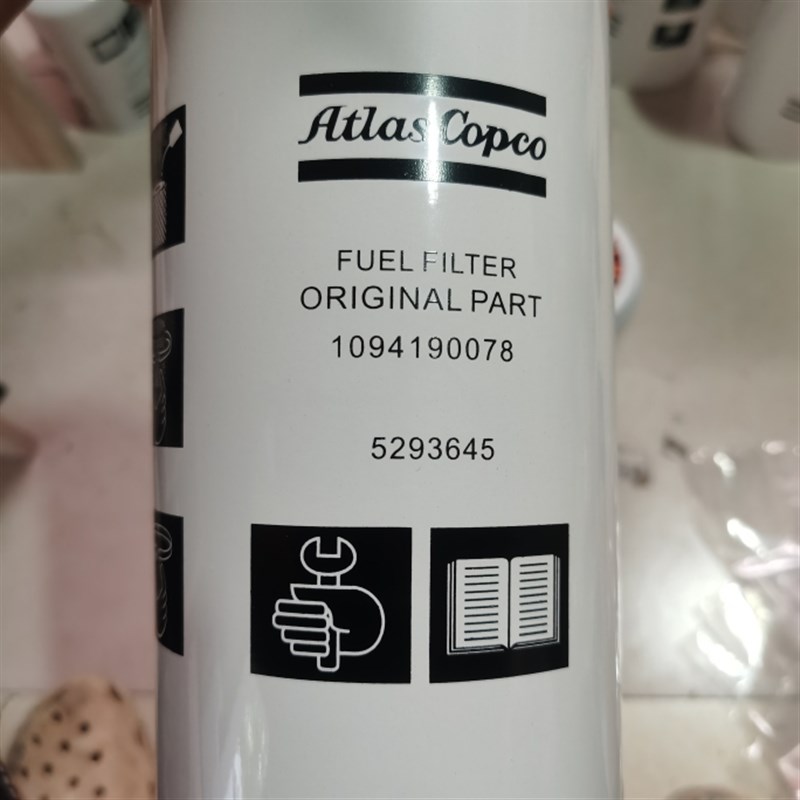 Atlas Copco
FUEL FILTER
ORIGINAL PART
1094190078
5293645